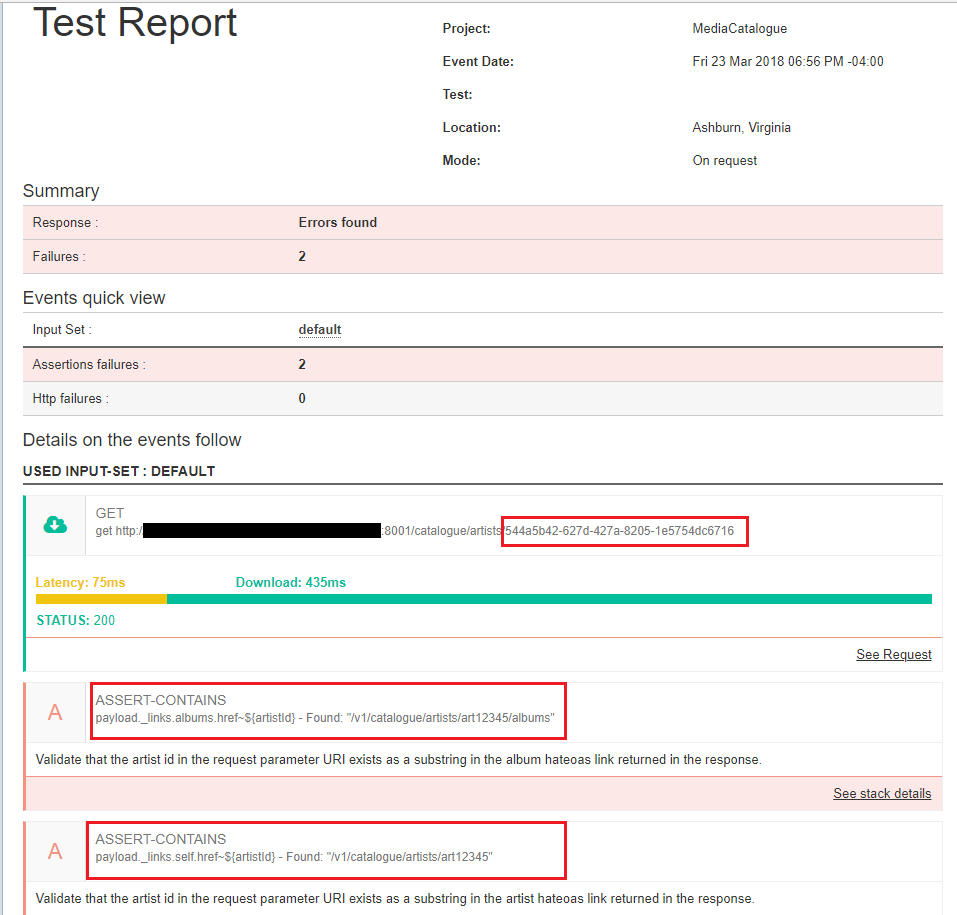 Test Report
Project: MediaCatalogue
Event Date: Fri 23 Mar 2018 06:56 PM -04:00
Test:
Location: Ashburn, Virginia
Mode: On request
Summary
Response : Errors found
Failures : 2
Events quick view
Input Set : default
Assertions failures : 2
Http failures : 0
Details on the events follow
USED INPUT-SET : DEFAULT
GET
get http:/ :8001/catalogue/artists/544a5b42-627d-427a-8205-1e5754dc6716
Latency: 75ms Download: 435ms
STATUS: 200
See Request
A ASSERT-CONTAINS
payload._links.albums.href~${artistId} - Found: "/v1/catalogue/artists/art12345/albums"
Validate that the artist id in the request parameter URI exists as a substring in the album hateoas link returned in the response.
See stack details
A ASSERT-CONTAINS
payload._links.self.href~${artistId} - Found: "/v1/catalogue/artists/art12345"
Validate that the artist id in the request parameter URI exists as a substring in the artist hateoas link returned in the response.